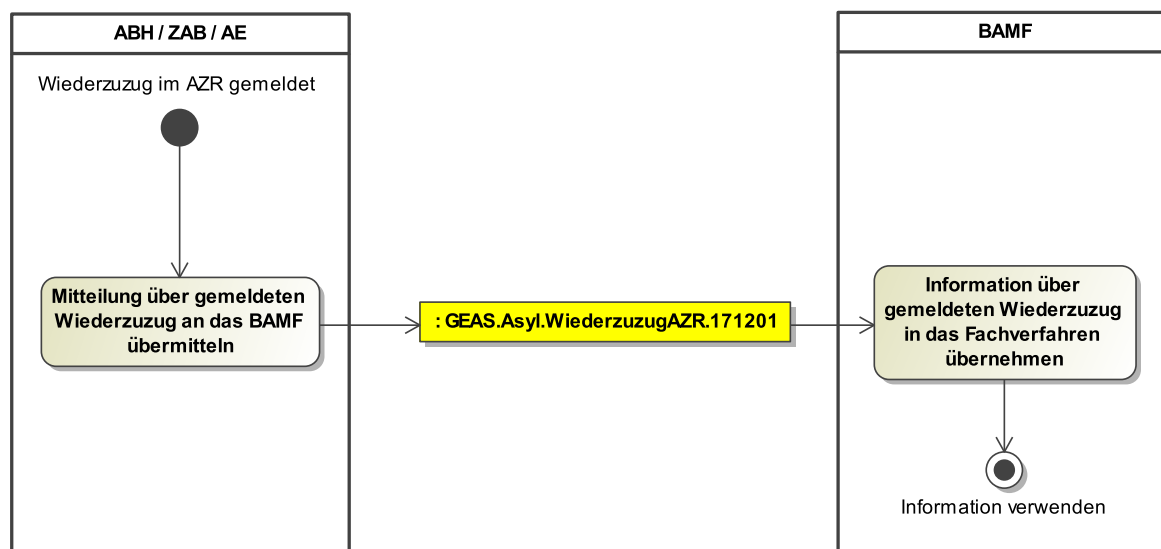 ABH / ZAB / AE
BAMF
Wiederzuzug im AZR gemeldet
Mitteilung über gemeldeten
Wiederzuzug an das BAMF
übermitteln
: GEAS.Asyl.WiederzuzugAZR.171201
Information über
gemeldeten Wiederzuzug
in das Fachverfahren
übernehmen
Information verwenden